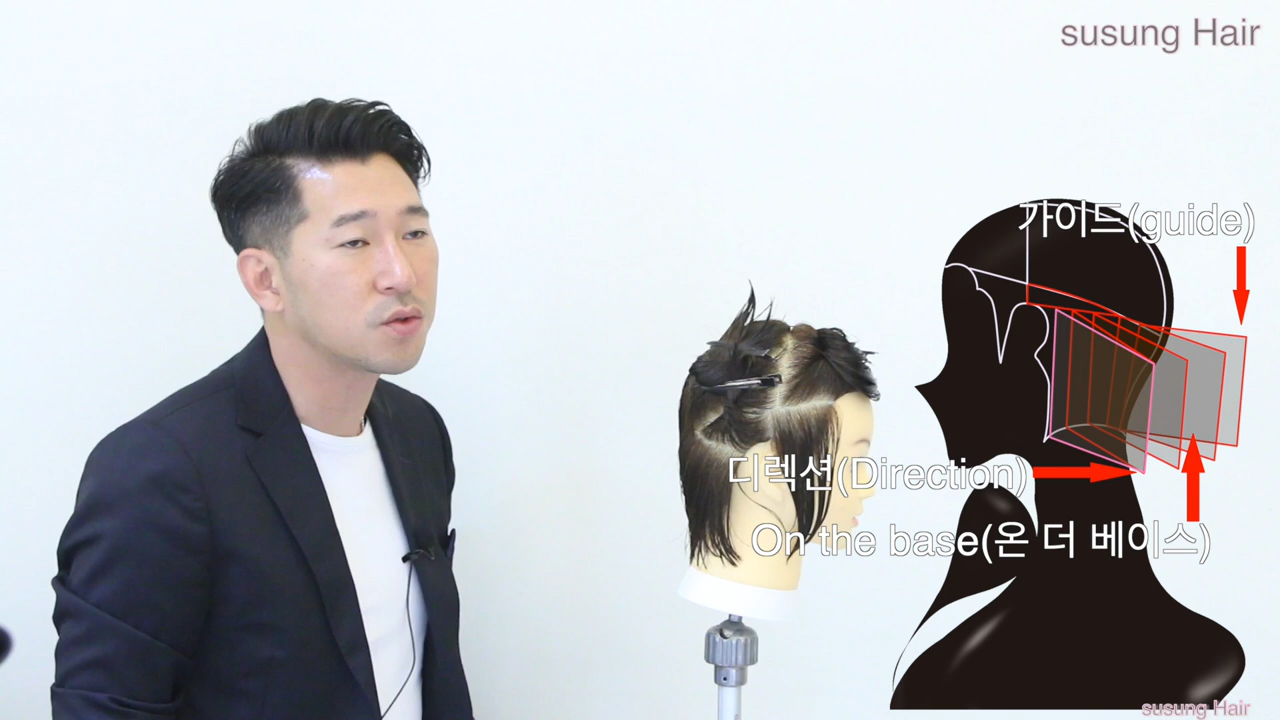 susung Hair
가이드(guide)
디렉션(Direction)
On the base(온 더 베이스)
susung Hair